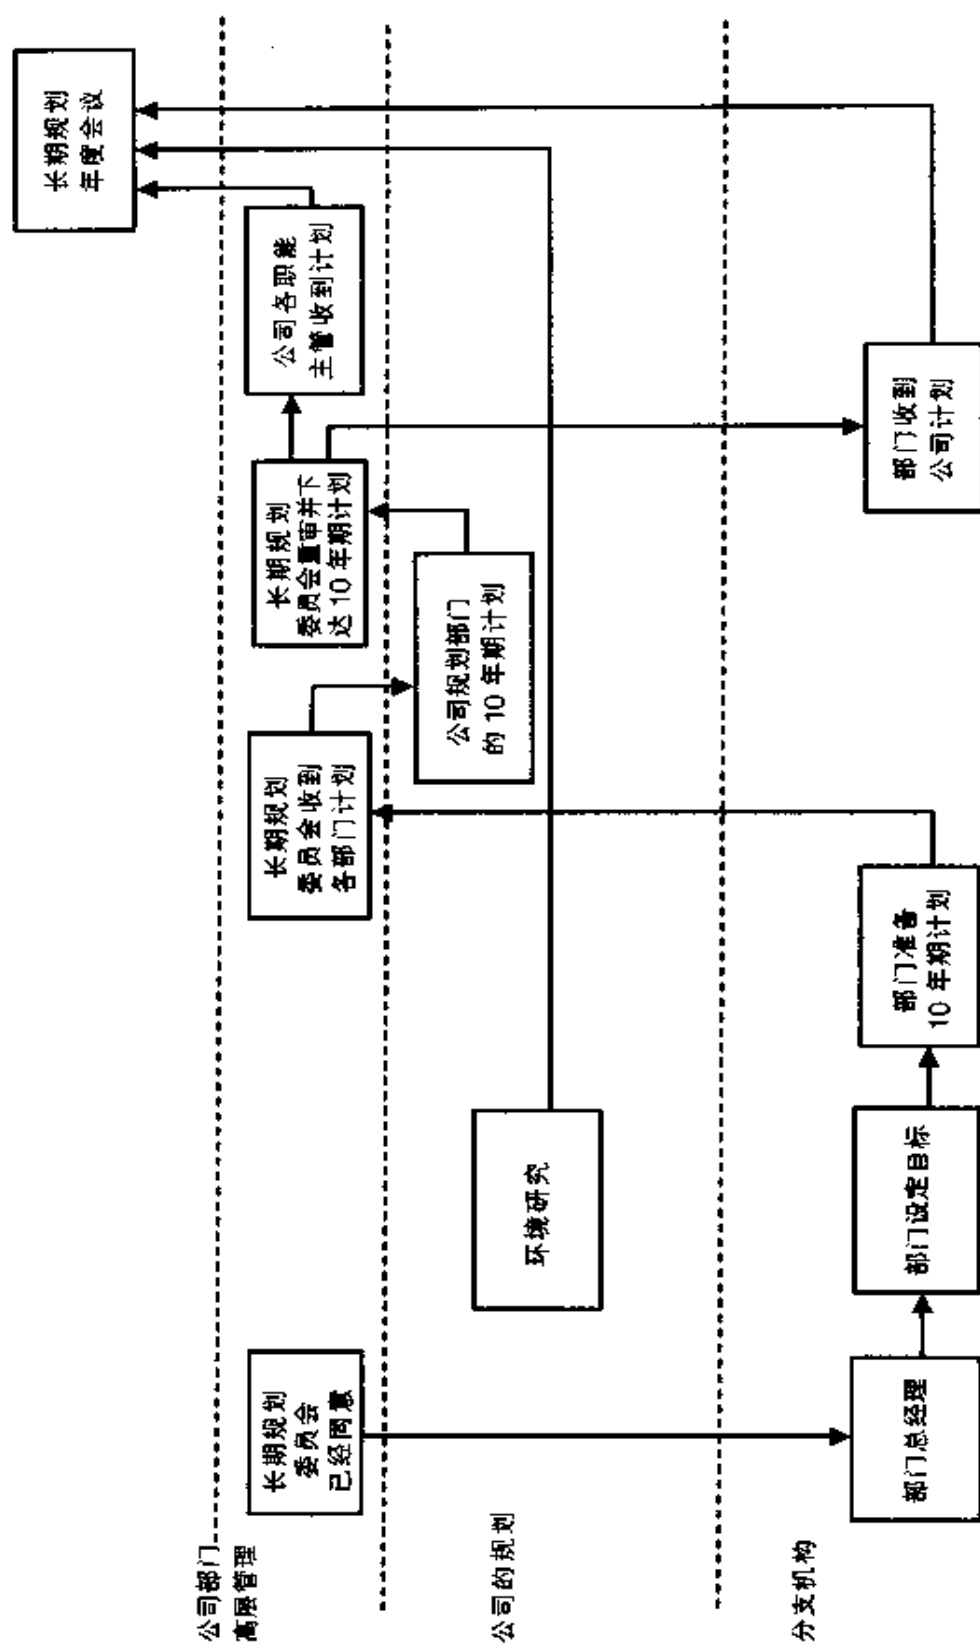 长期规划
年度会议
公司部门
高层管理
长期规划
委员会
已经同意
长期规划
委员会收到
各部门计划
长期规划
委员会重审并下
达10年期计划
公司各职能
主管收到计划
公司的规划
环境研究
公司规划部门
的10年期计划
分支机构
部门总经理
部门设定目标
部门准备
10年期计划
部门收到
公司计划